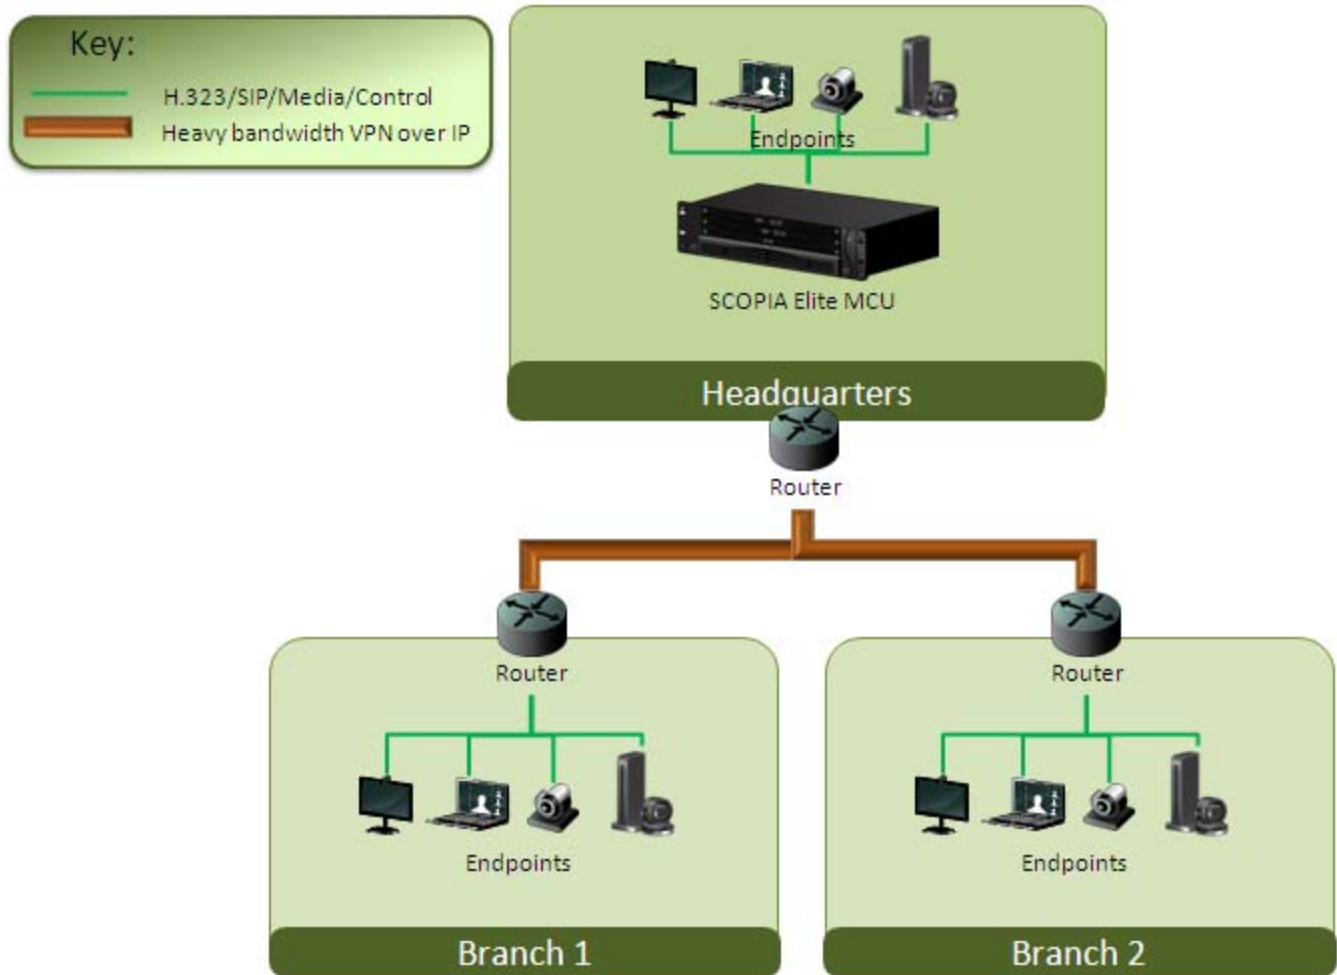 Key:
H.323/SIP/Media/Control
Heavy bandwidth VPN over IP
Endpoints
SCOPIA Elite MCU
Headquarters
Router
Router
Router
Endpoints
Endpoints
Branch 1
Branch 2